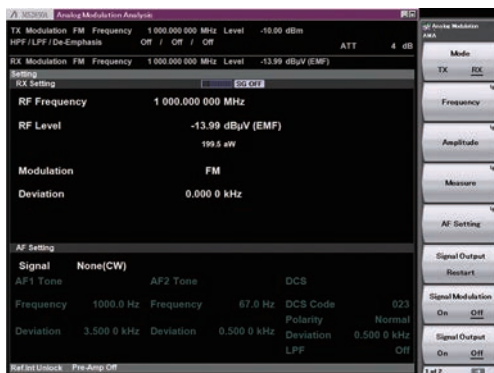 MS2830A Analog Modulation Analysis
TX Modulation FM Frequency 1 000.000 000 MHz Level -10.00 dBm
HPF / LPF / De-Emphasis Off / Off / Off ATT 4 dB
RX Modulation FM Frequency 1 000.000 000 MHz Level -13.99 dBµV (EMF)
Setting
RX Setting SG OFF
RF Frequency 1 000.000 000 MHz
RF Level -13.99 dBµV (EMF)
199.5 aW
Modulation FM
Deviation 0.000 0 kHz
AF Setting
Signal None(CW)
AF1 Tone AF2 Tone DCS
Frequency 1000.0 Hz Frequency 67.0 Hz DCS Code 023
Polarity Normal
Deviation 3.500 0 kHz Deviation 0.500 0 kHz Deviation 0.500 0 kHz
LPF Off
Ref.Int Unlock Pre-Amp Off
Analog Modulation
AMA
Mode
TX RX
Frequency
Amplitude
Measure
AF Setting
Signal Output
Restart
Signal Modulation
On Off
Signal Output
On Off
1 of 2